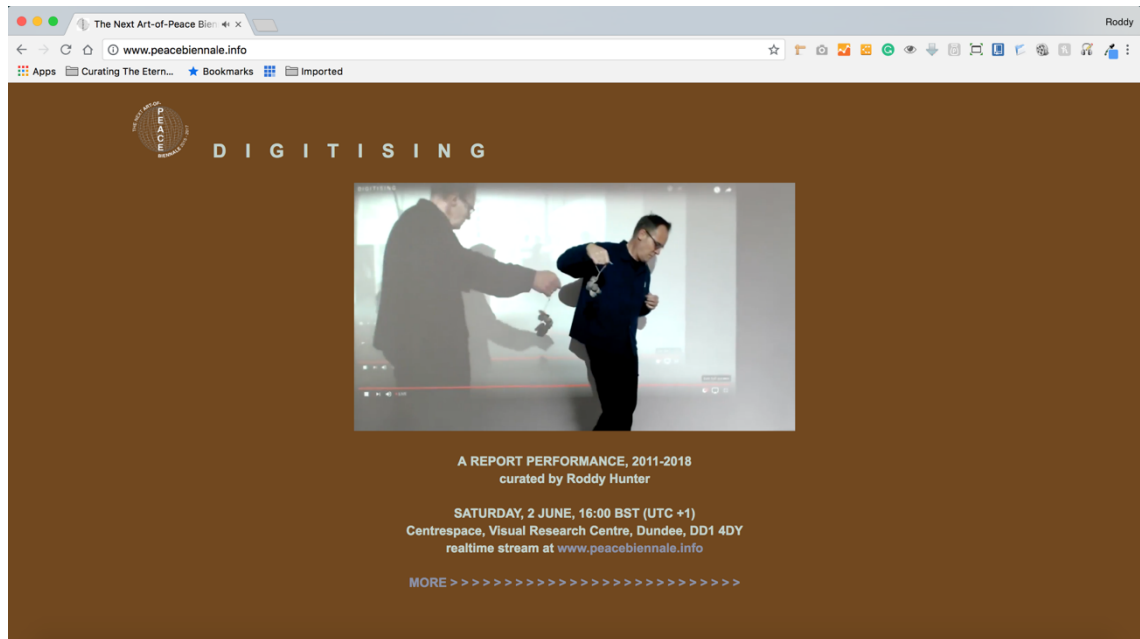 The Next Art-of-Peace Bien
Roddy
www.peacebiennale.info
Apps Curating The Etern... Bookmarks Imported
THE NEXT ART-OF-
PEACE
BIENNALE
D I G I T I S I N G
DIGITISING
A REPORT PERFORMANCE, 2011-2018
curated by Roddy Hunter
SATURDAY, 2 JUNE, 16:00 BST (UTC +1)
Centrespace, Visual Research Centre, Dundee, DD1 4DY
realtime stream at www.peacebiennale.info
MORE > > > > > > > > > > > > > > > > > > > > > > > > > > >